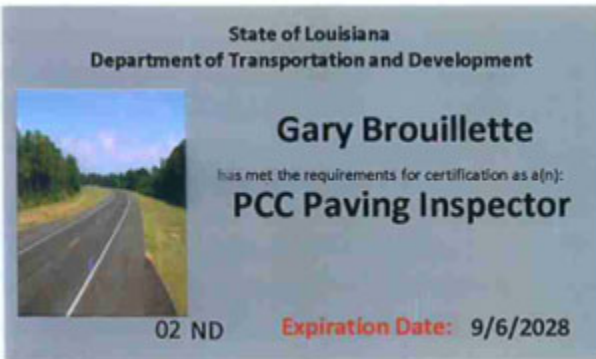 State of Louisiana
Department of Transportation and Development
Gary Brouillette
has met the requirements for certification as a(n):
PCC Paving Inspector
02 ND
Expiration Date: 9/6/2028